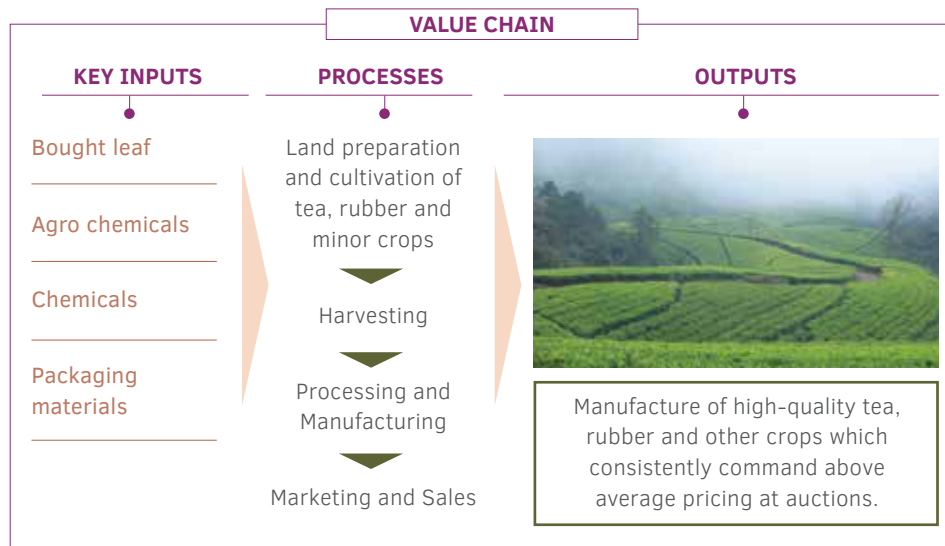 VALUE CHAIN
KEY INPUTS
Bought leaf
Agro chemicals
Chemicals
Packaging
materials
PROCESSES
Land preparation
and cultivation of
tea, rubber and
minor crops
Harvesting
Processing and
Manufacturing
Marketing and Sales
OUTPUTS
Manufacture of high-quality tea,
rubber and other crops which
consistently command above
average pricing at auctions.